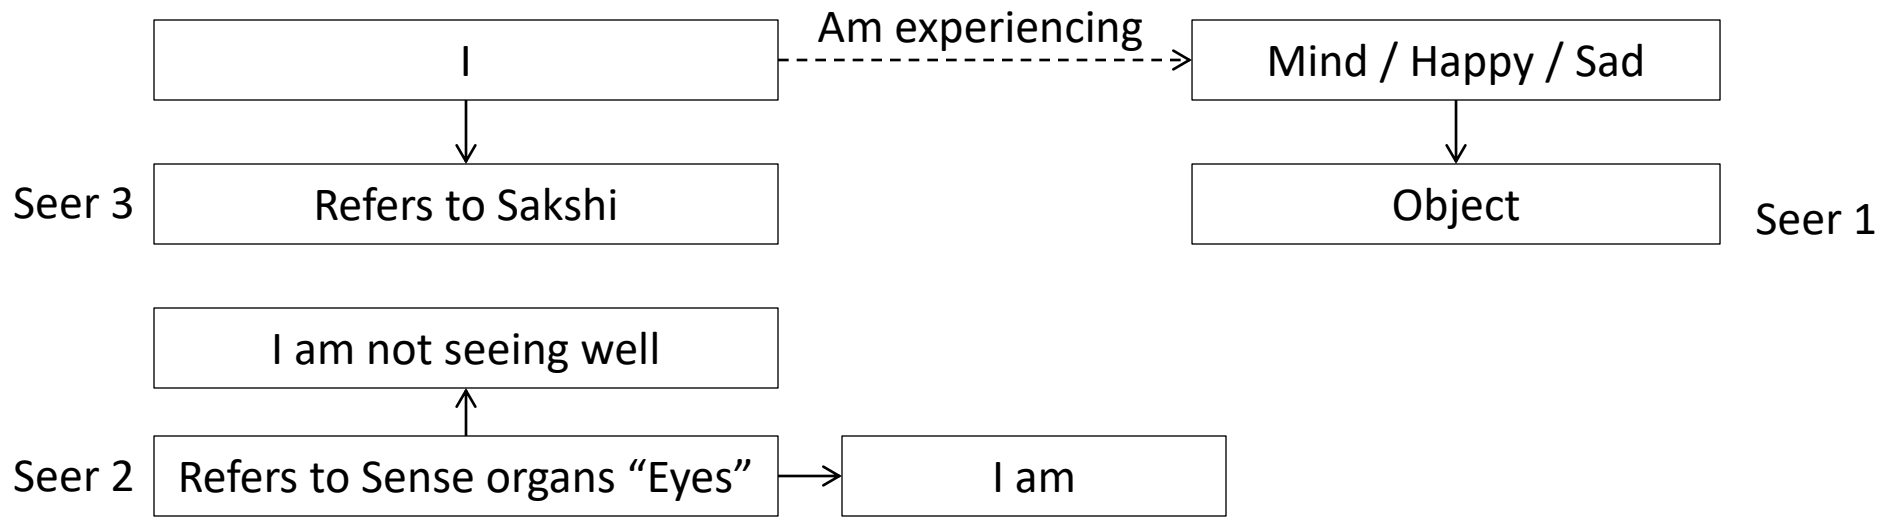 Am experiencing
I
Mind / Happy / Sad
Seer 3
Refers to Sakshi
Object
Seer 1
I am not seeing well
Seer 2
Refers to Sense organs “Eyes”
I am